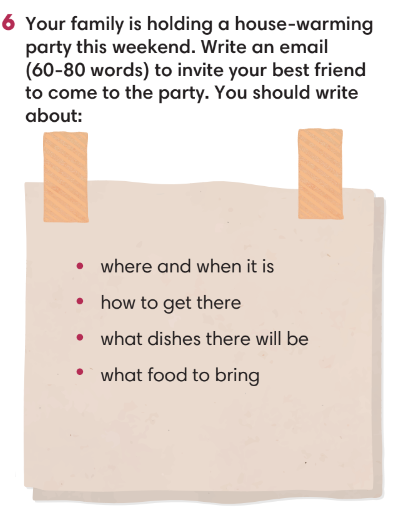 6 Your family is holding a house-warming
party this weekend. Write an email
(60-80 words) to invite your best friend
to come to the party. You should write
about:
• where and when it is
• how to get there
• what dishes there will be
• what food to bring